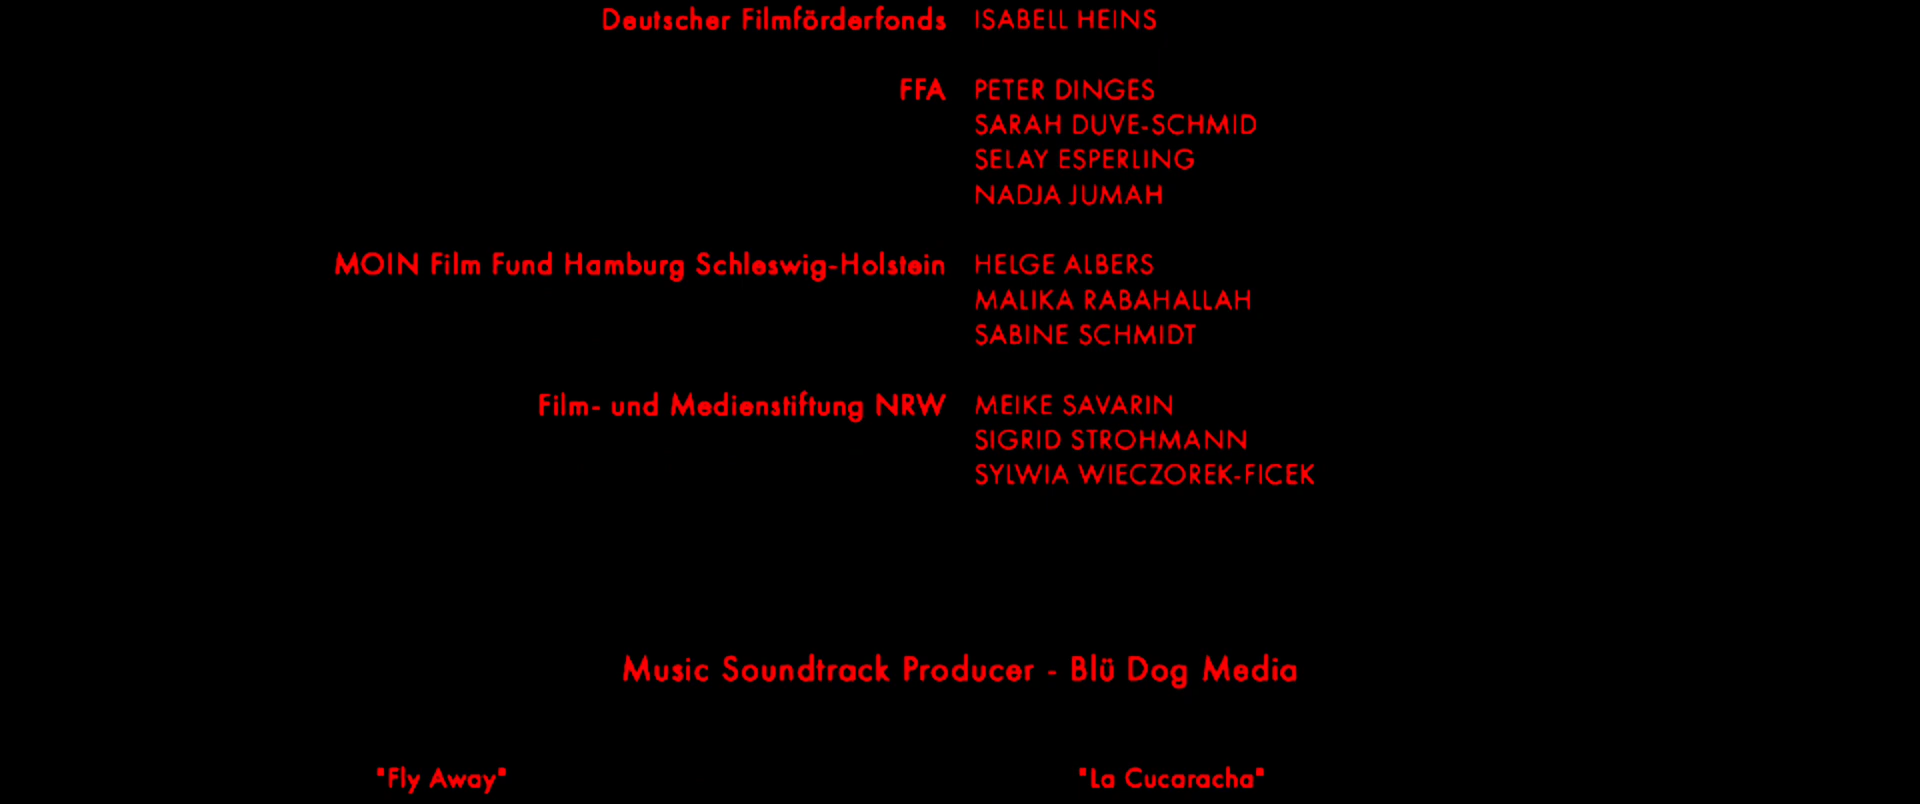 Deutscher Filmförderfonds ISABELL HEINS
FFA PETER DINGES
SARAH DUVE-SCHMID
SELAY ESPERLING
NADJA JUMAH
MOIN Film Fund Hamburg Schleswig-Holstein HELGE ALBERS
MALIKA RABAHALLAH
SABINE SCHMIDT
Film- und Medienstiftung NRW MEIKE SAVARIN
SIGRID STROHMANN
SYLWIA WIECZOREK-FICEK
Music Soundtrack Producer - Blü Dog Media
"Fly Away" "La Cucaracha"